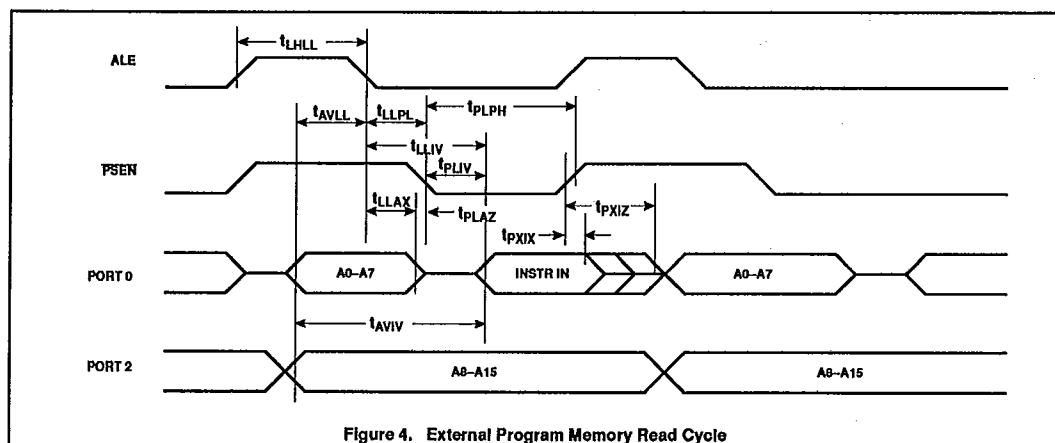 ALE
tLHLL
tAVLL
tLLPL
tPLPH
tLLIV
PSEN
tPLIV
tLLAX
tPLAZ
tPXIZ
tPXIX
PORT 0
A0–A7
INSTR IN
A0–A7
tAVIV
PORT 2
A8–A15
A8–A15
Figure 4. External Program Memory Read Cycle